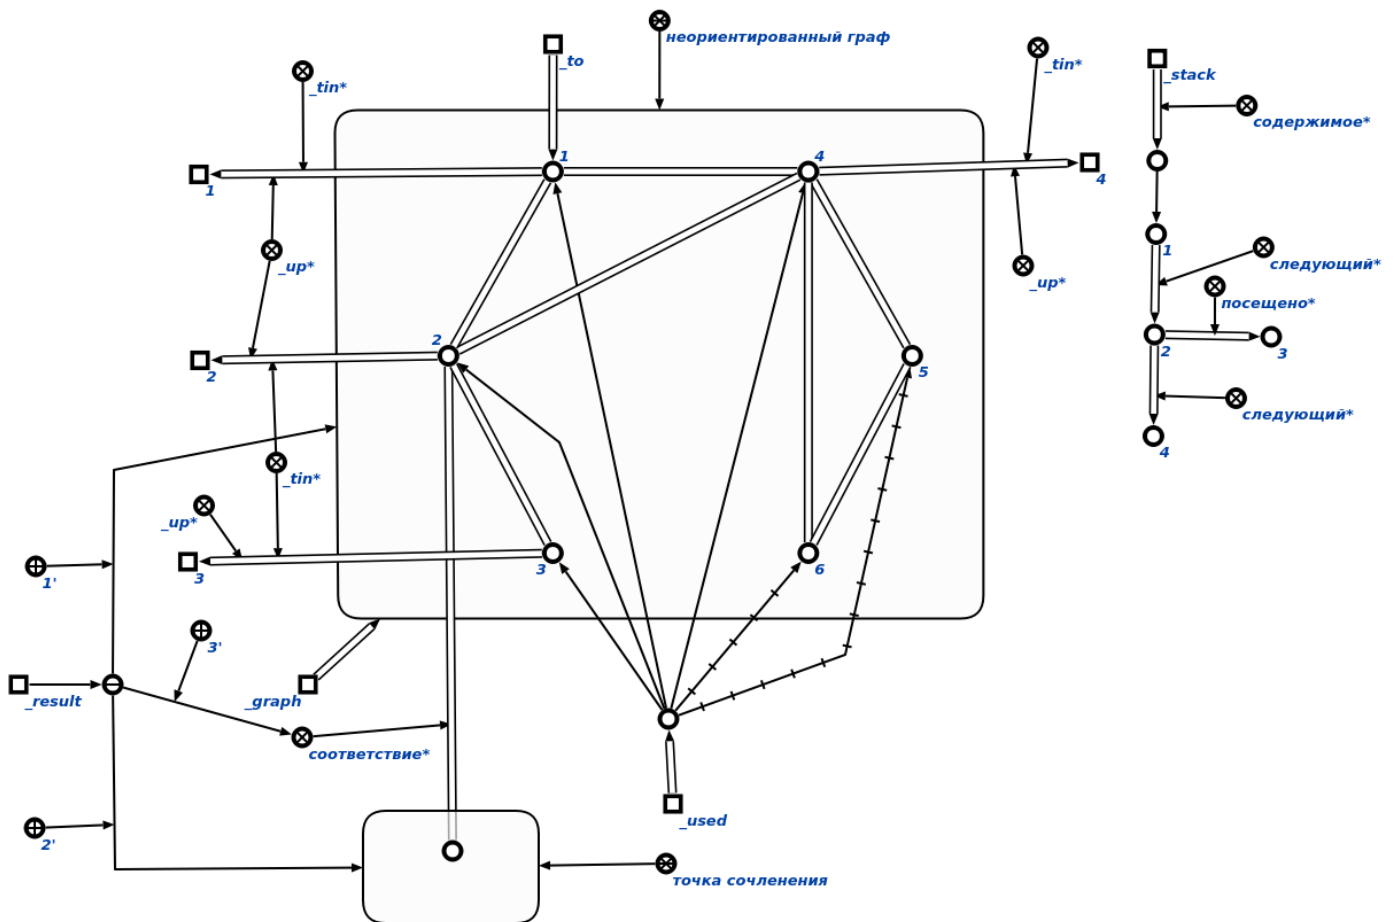 неориентированный граф
_to
_tin*
_tin*
_stack
содержимое*
1
4
1
4
_up*
_up*
1
следующий*
посещено*
2
2
3
2
5
следующий*
4
_tin*
_up*
3
3
6
1'
3'
_result
_graph
соответствие*
_used
2'
точка сочленения